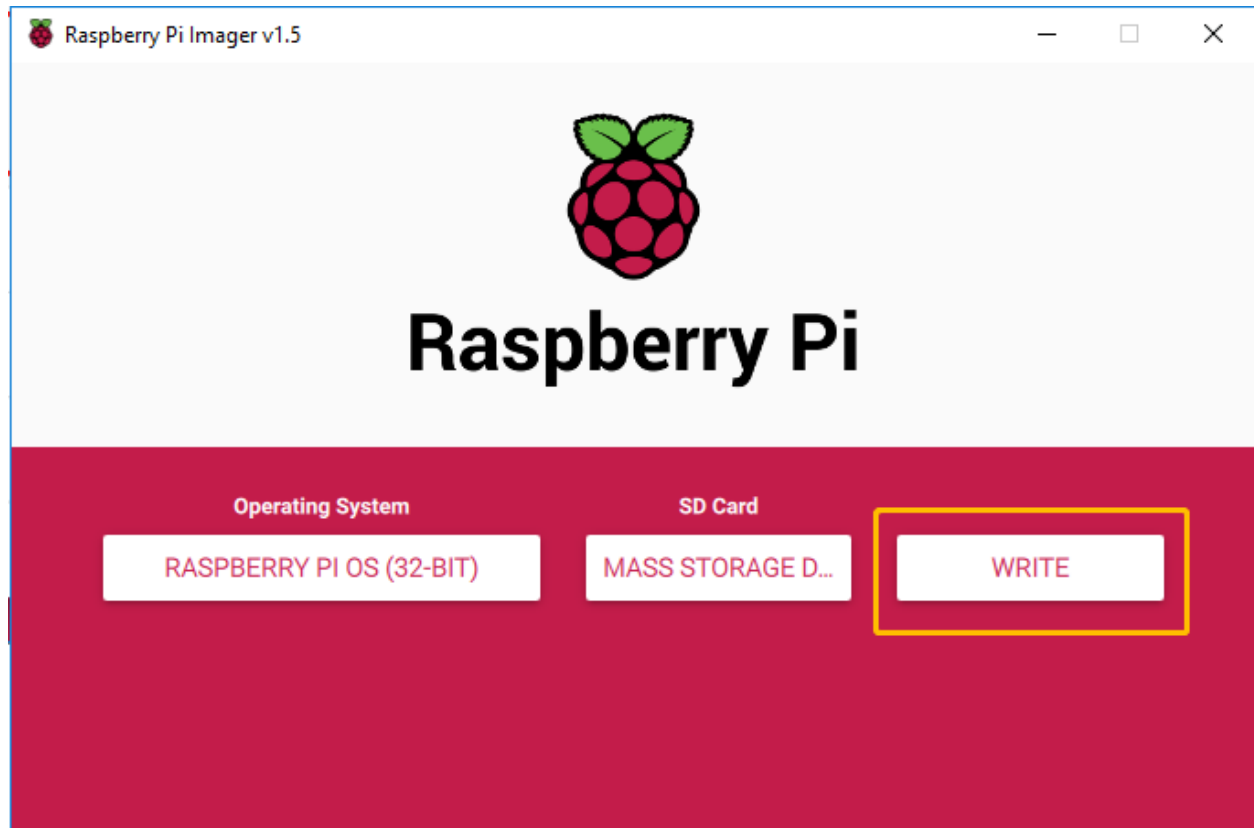 Raspberry Pi Imager v1.5
Raspberry Pi
Operating System
SD Card
RASPBERRY PI OS (32-BIT)
MASS STORAGE D...
WRITE